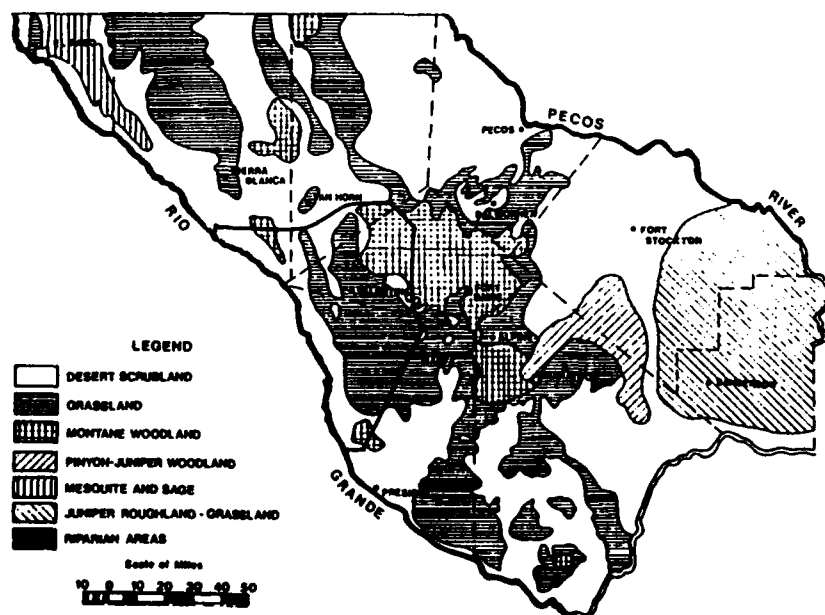 PECOS
PECOS
SIERRA
BLANCA
VAN HORN
RIVER
RIO
FORT
STOCKTON
FORT
LEGEND
DESERT SCRUBLAND
GRASSLAND
MONTANE WOODLAND
PINYON-JUNIPER WOODLAND
MESQUITE AND SAGE
JUNIPER ROUGHLAND-GRASSLAND
RIPARIAN AREAS
GRANDE
Scale of Miles
10 0 10 20 30 40 50